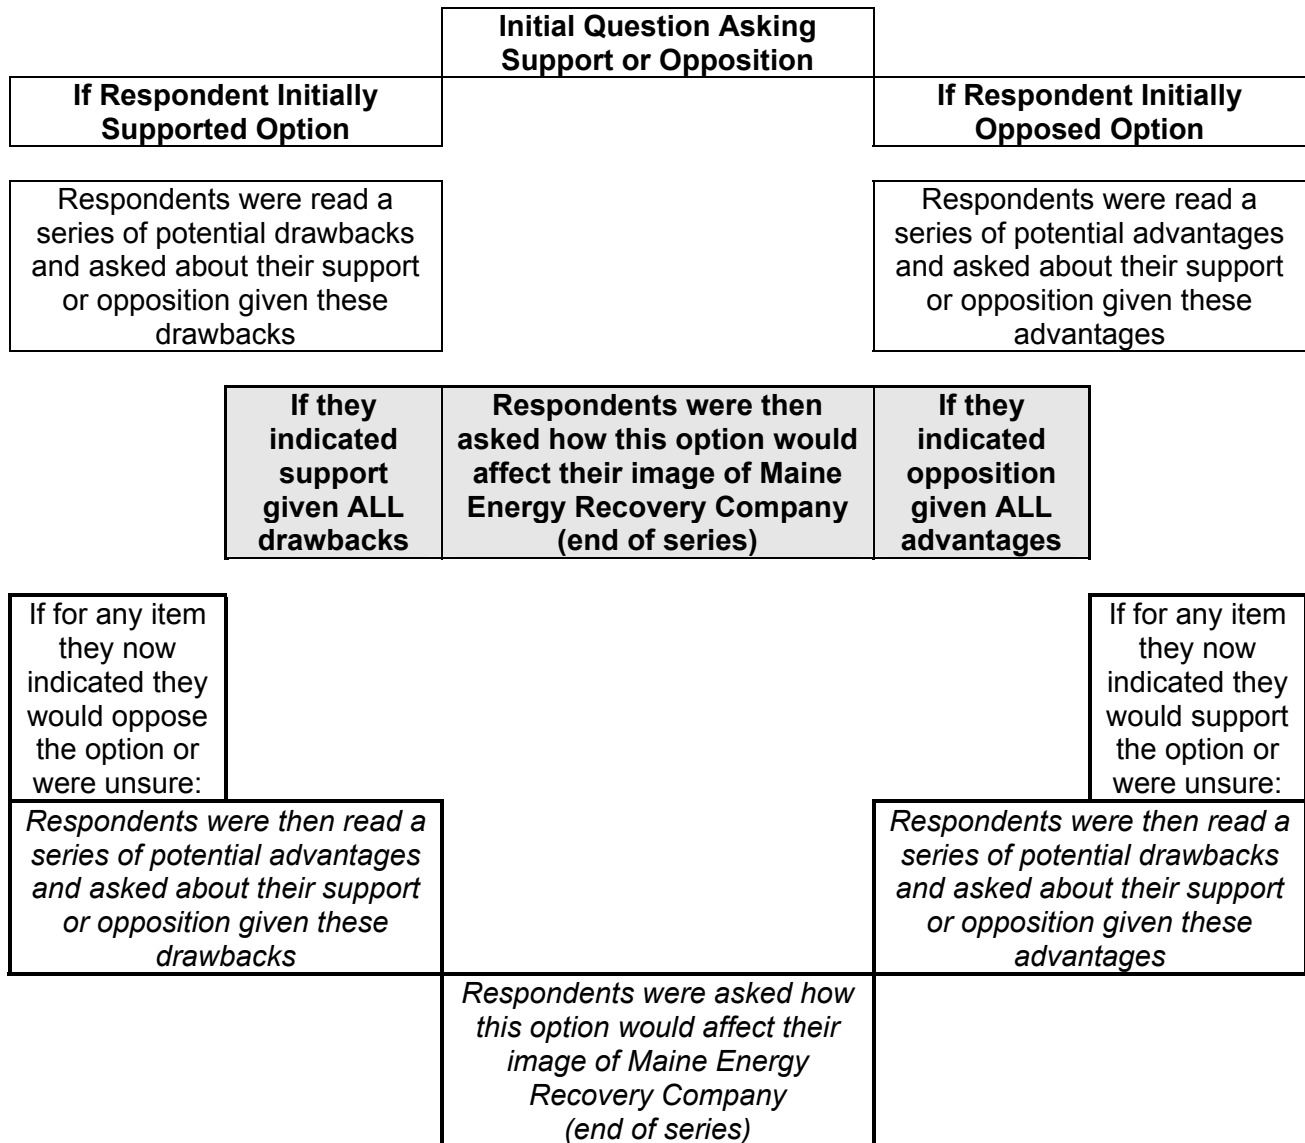 Initial Question Asking
Support or Opposition
If Respondent Initially
Supported Option
If Respondent Initially
Opposed Option
Respondents were read a
series of potential drawbacks
and asked about their support
or opposition given these
drawbacks
Respondents were read a
series of potential advantages
and asked about their support
or opposition given these
advantages
If they
indicated
support
given ALL
drawbacks
Respondents were then
asked how this option would
affect their image of Maine
Energy Recovery Company
(end of series)
If they
indicated
opposition
given ALL
advantages
If for any item
they now
indicated they
would oppose
the option or
were unsure:
If for any item
they now
indicated they
would support
the option or
were unsure:
Respondents were then read a
series of potential advantages
and asked about their support
or opposition given these
drawbacks
Respondents were then read a
series of potential drawbacks
and asked about their support
or opposition given these
advantages
Respondents were asked how
this option would affect their
image of Maine Energy
Recovery Company
(end of series)